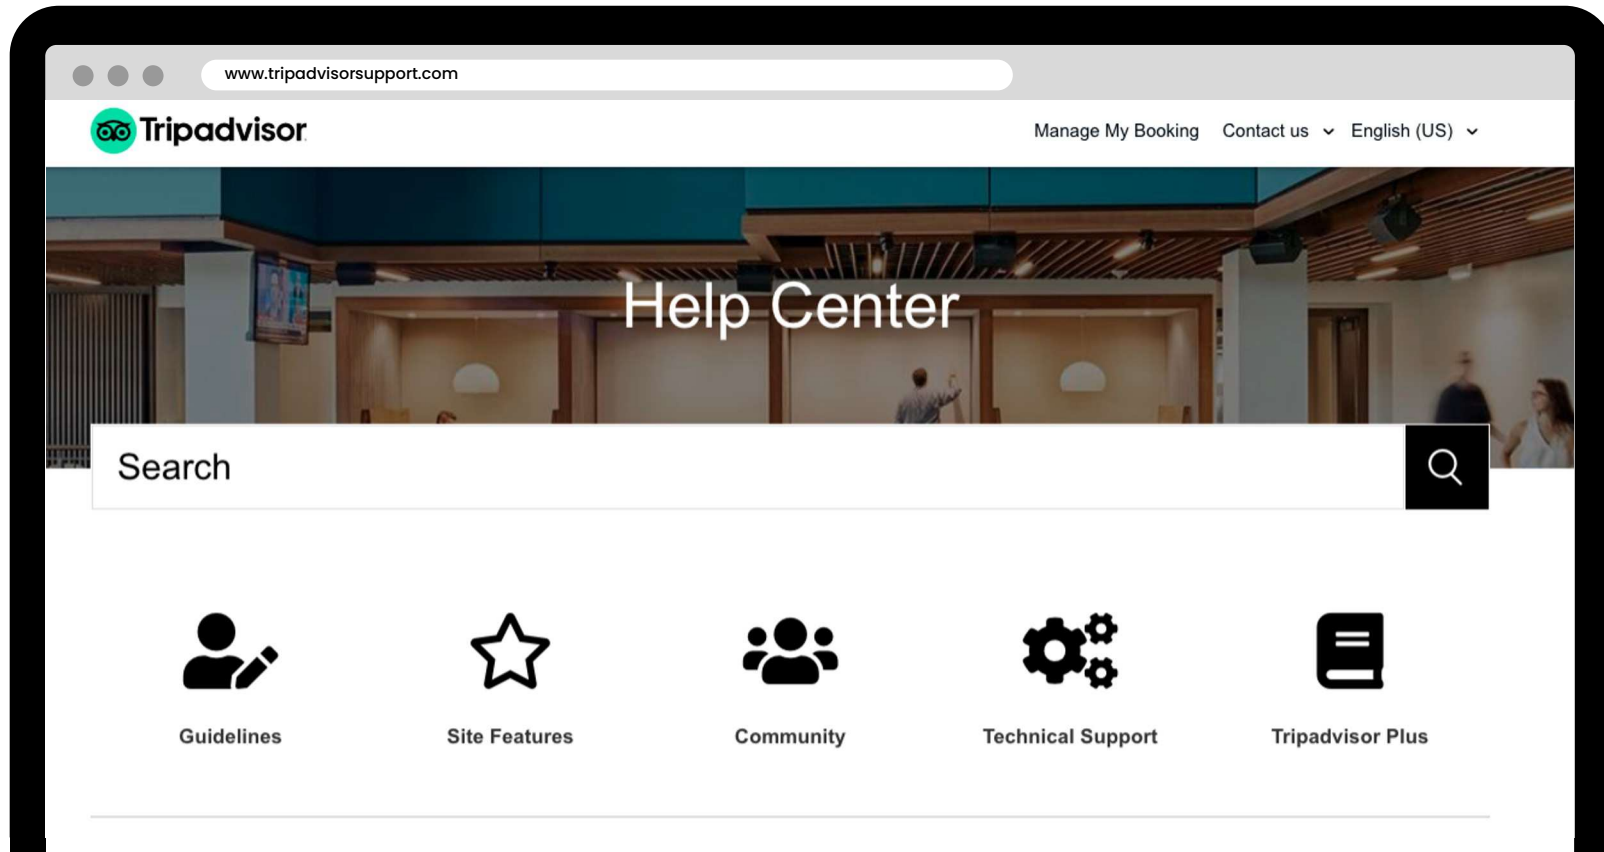 www.tripadvisorsupport.com
Tripadvisor
Manage My Booking Contact us English (US)
Help Center
Search
Guidelines Site Features Community Technical Support Tripadvisor Plus